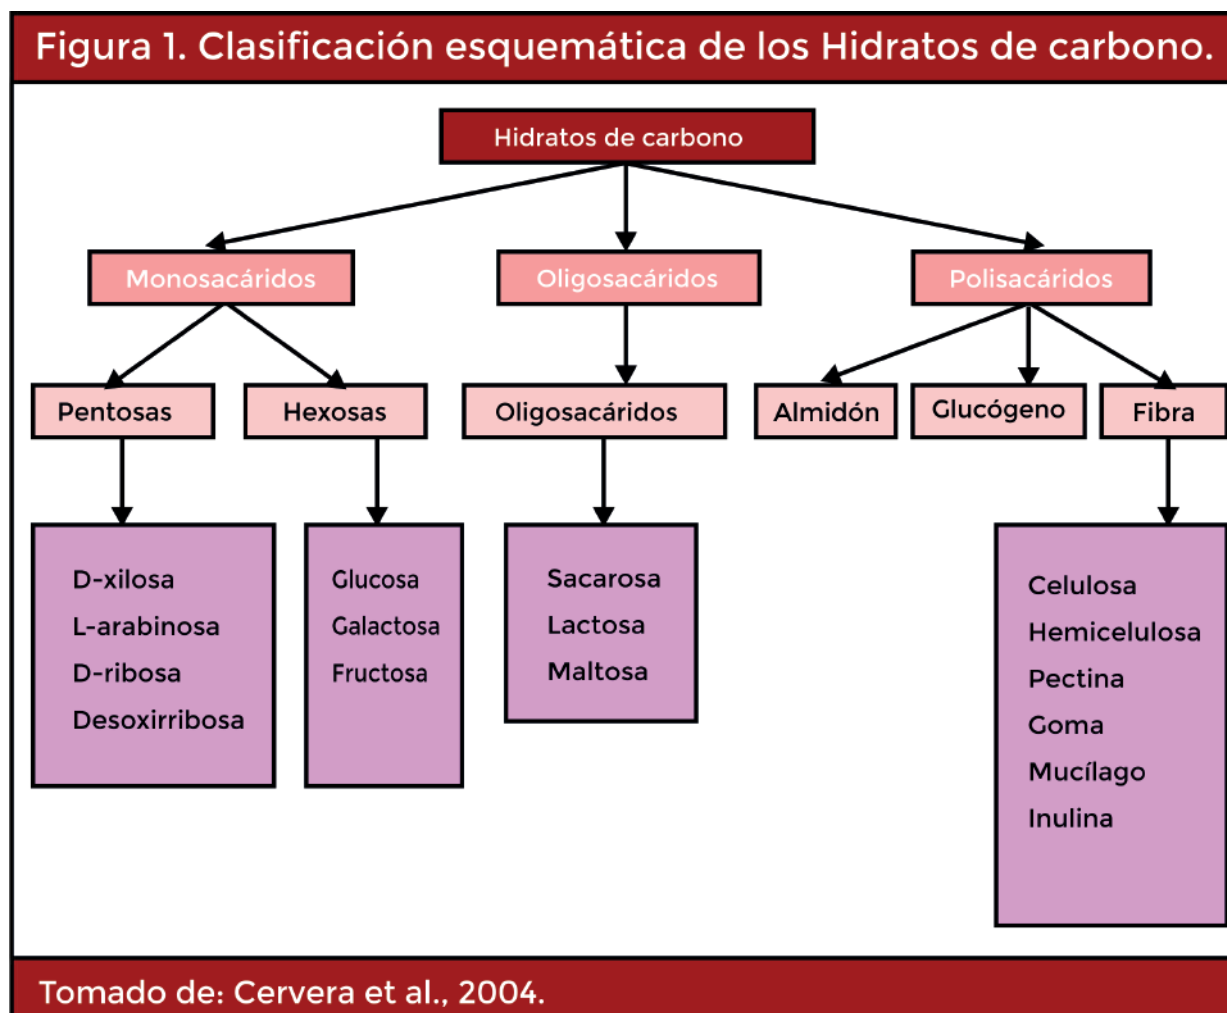 Figura 1. Clasificación esquemática de los Hidratos de carbono.
Hidratos de carbono
Monosacáridos
Oligosacáridos
Polisacáridos
Pentosas
Hexosas
Oligosacáridos
Almidón
Glucógeno
Fibra
D-xilosa
L-arabinosa
D-ribosa
Desoxirribosa
Glucosa
Galactosa
Fructosa
Sacarosa
Lactosa
Maltosa
Celulosa
Hemicelulosa
Pectina
Goma
Mucílago
Inulina
Tomado de: Cervera et al., 2004.